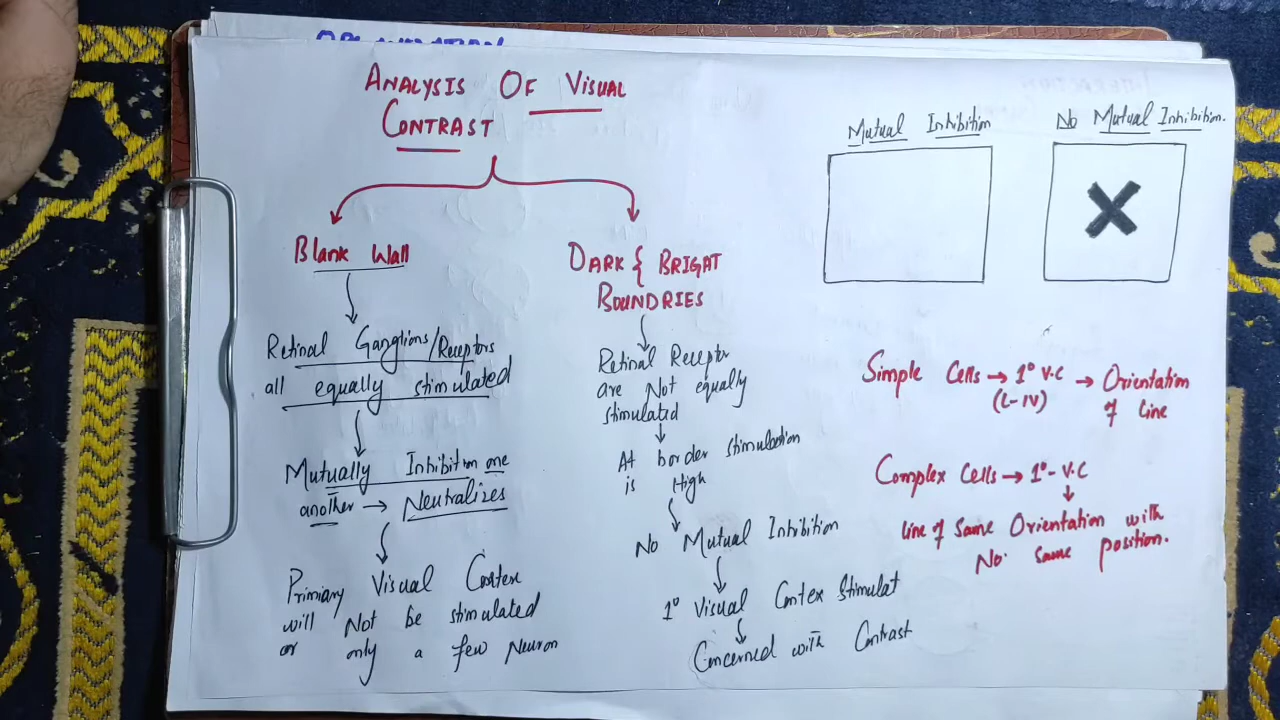 ANALYSIS OF VISUAL
CONTRAST
Blank Wall
Retinal Ganglions/Receptors
all equally stimulated
Mutually Inhibition one
another → Neutralizes
Primiary Visual Cortex
will Not be stimulated
or only a few Neuron
DARK & BRIGAT
BOUNDRIES
Retinal Receptor
are Not equally
stimulated
At border stimulation
is High
No Mutual Inhibition
1° Visual Contex Stimulat
Concerned with Contrast
Mutual Inhibition
No Mutual Inhibition.
Simple Cells → 1° V.C → Orientation
(L-IV) of line
Complex Cells → 1°- V.C
line of Same Orientation with
No same position.